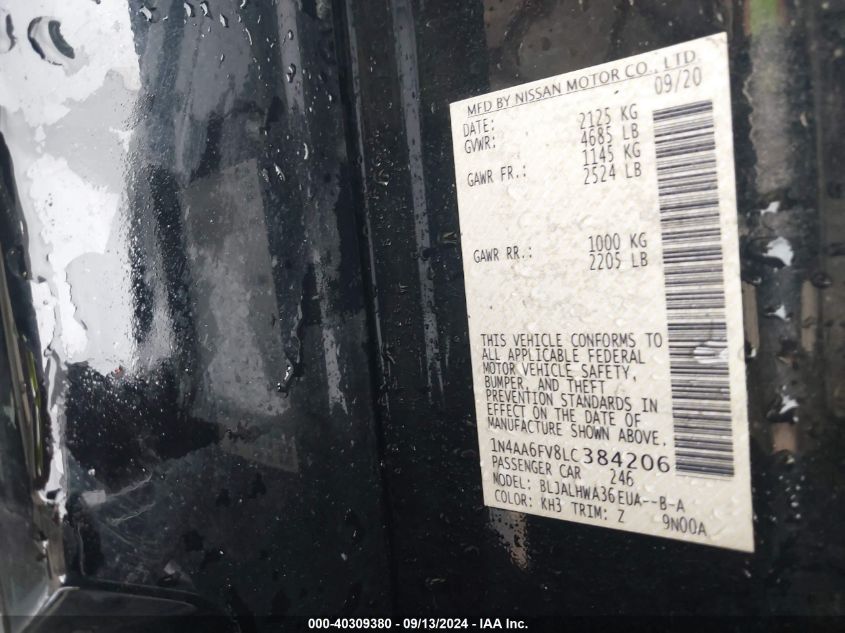 MFD BY NISSAN MOTOR CO., LTD.
DATE: 09/20
GVWR: 2125 KG
4685 LB
GAWR FR.: 1145 KG
2524 LB
GAWR RR.: 1000 KG
2205 LB
THIS VEHICLE CONFORMS TO
ALL APPLICABLE FEDERAL
MOTOR VEHICLE SAFETY,
BUMPER, AND THEFT
PREVENTION STANDARDS IN
EFFECT ON THE DATE OF
MANUFACTURE SHOWN ABOVE.
1N4AA6FV8LC384206
PASSENGER CAR 246
MODEL: BLJALHWA36EUA--B-A
COLOR: KH3 TRIM: Z 9N00A
000-40309380 - 09/13/2024 - IAA Inc.